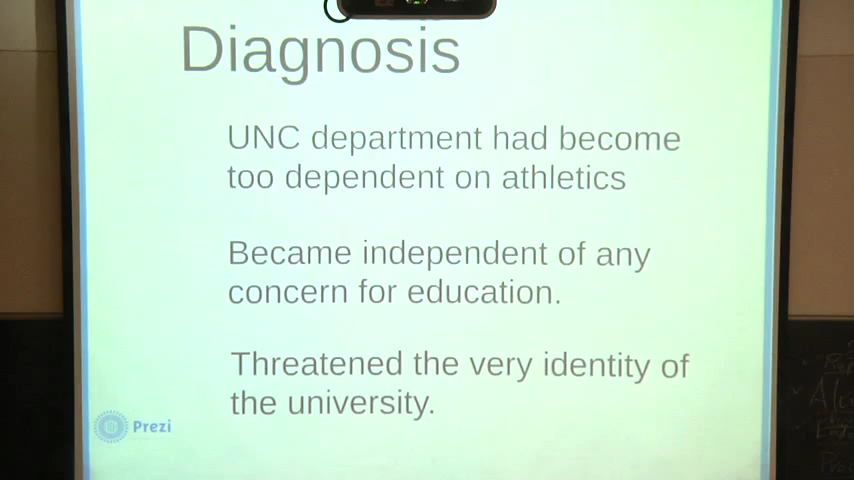 Diagnosis
UNC department had become
too dependent on athletics
Became independent of any
concern for education.
Threatened the very identity of
the university.
Prezi